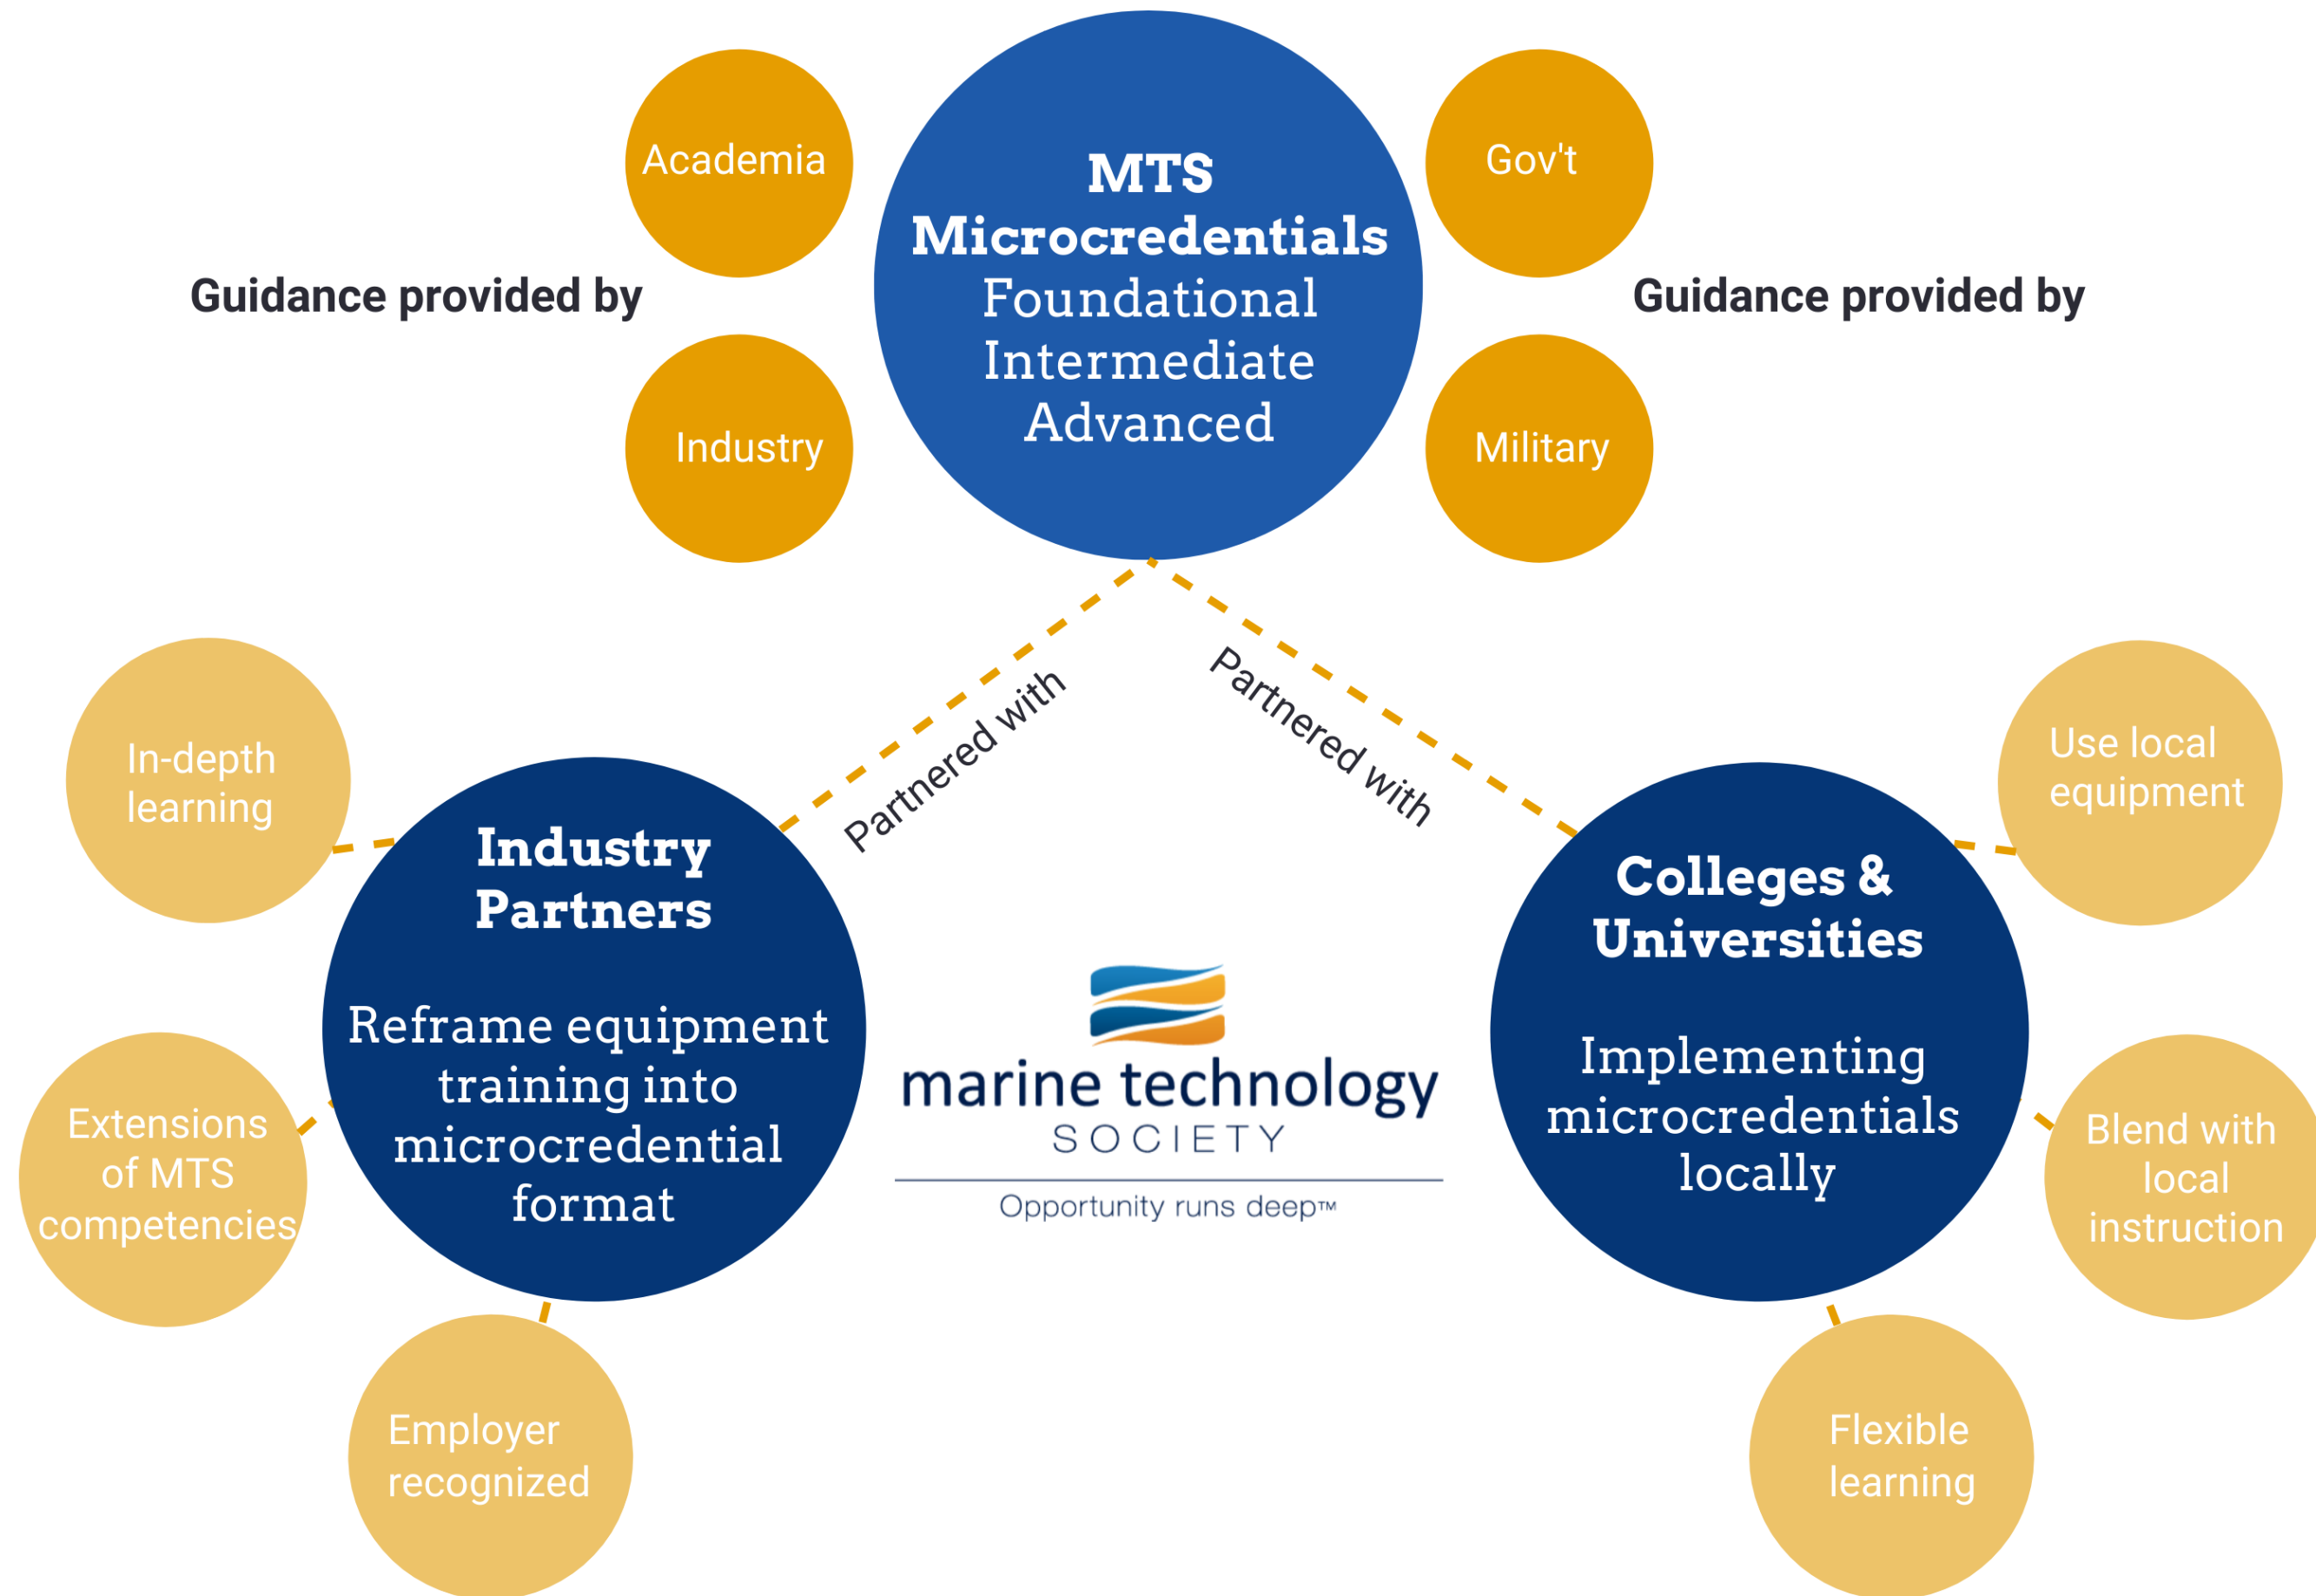 Academia
MTS
Microcredentials
Foundational
Intermediate
Advanced
Gov't
Guidance provided by
Guidance provided by
Industry
Military
Partnered with
Partnered with
In-depth
learning
Use local
equipment
Industry
Partners
Reframe equipment
training into
microcredential
format
Colleges &
Universities
Implementing
microcredentials
locally
marine technology
SOCIETY
Opportunity runs deep™
Extensions
of MTS
competencies
Blend with
local
instruction
Employer
recognized
Flexible
learning